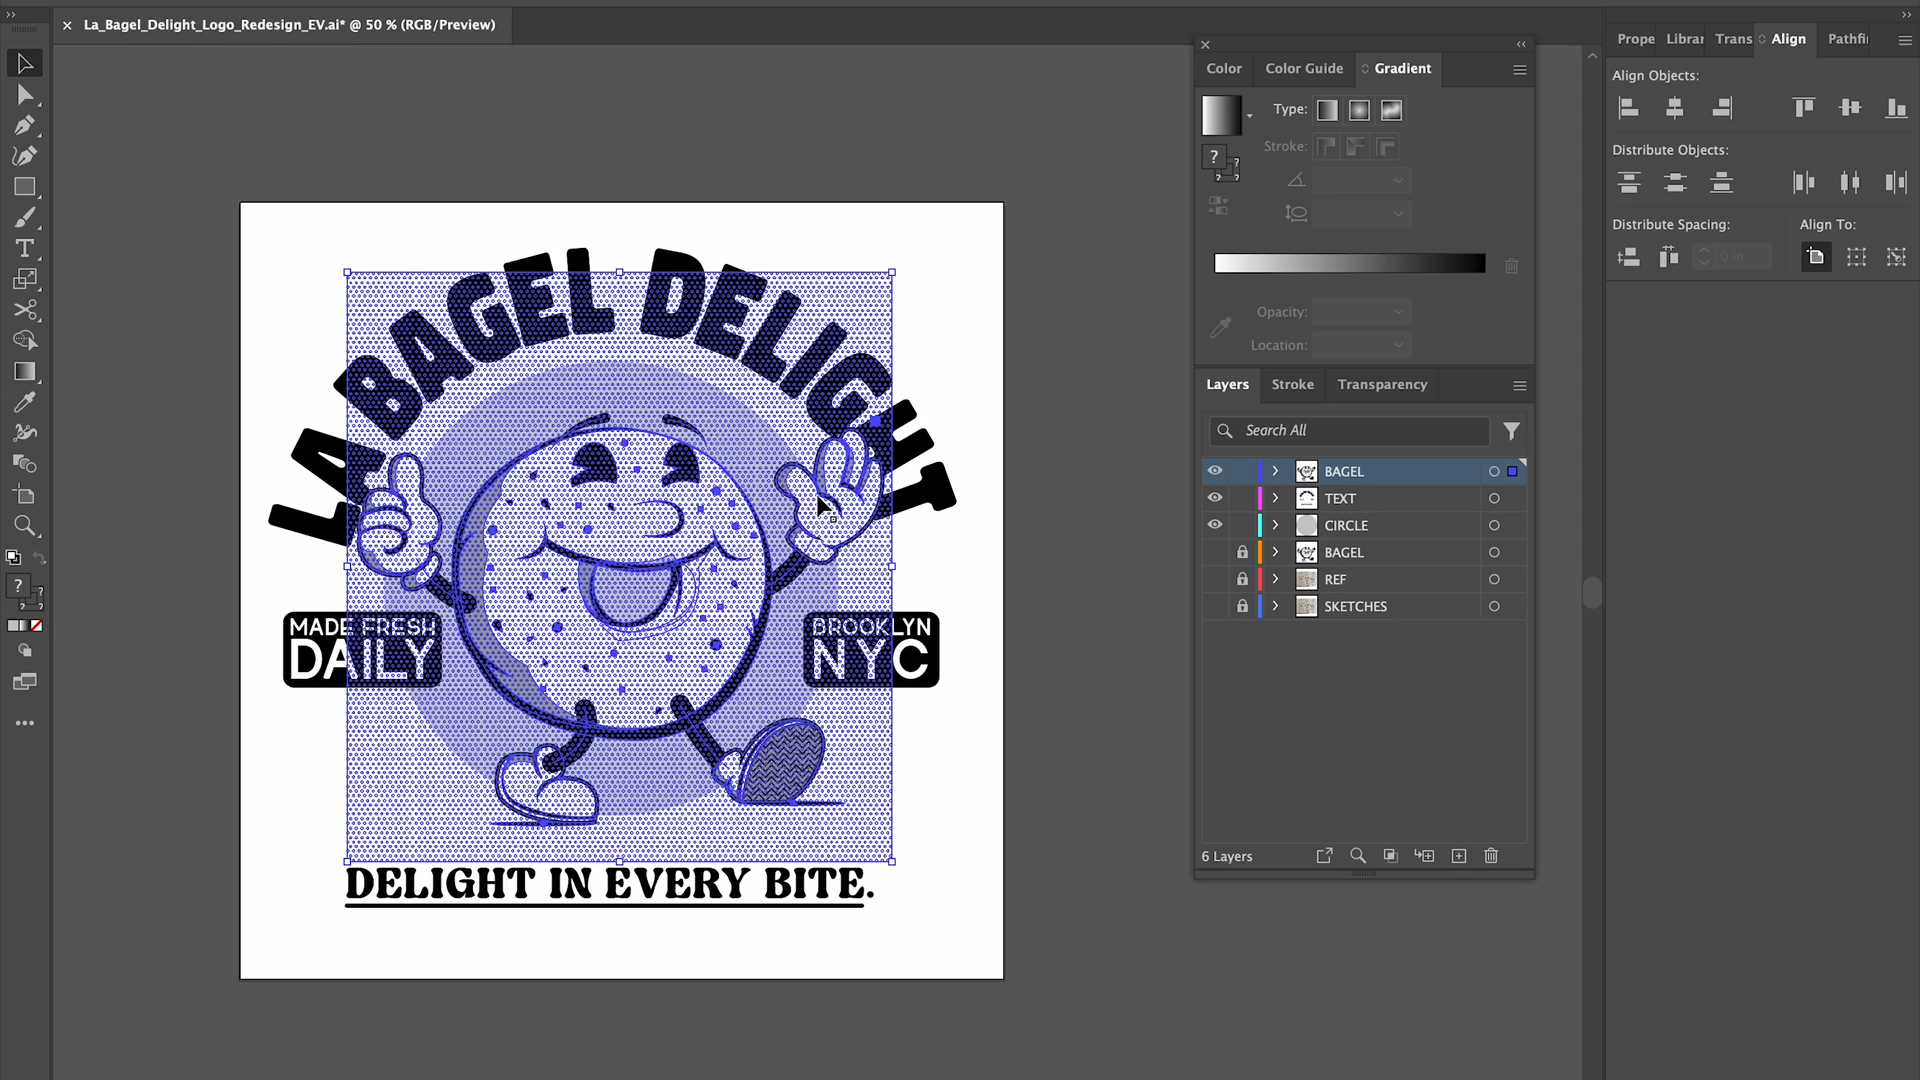 La_Bagel_Delight_Logo_Redesign_EV.ai* @ 50 % (RGB/Preview)
Prope Librar Trans Align Pathfi
Align Objects:
Distribute Objects:
Distribute Spacing:
Align To:
0 in
Color Color Guide Gradient
Type:
Stroke:
Opacity:
Location:
Layers Stroke Transparency
Search All
BAGEL
TEXT
CIRCLE
BAGEL
REF
SKETCHES
6 Layers
LA BAGEL DELIGHT
MADE FRESH
DAILY
BROOKLYN
NYC
DELIGHT IN EVERY BITE.